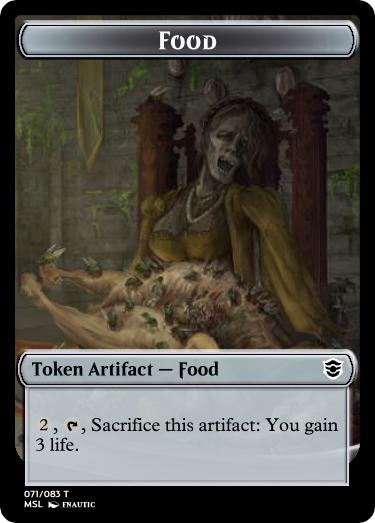 Food
Token Artifact — Food
2, , Sacrifice this artifact: You gain
3 life.
071/083 T
MSL FNAUTIC